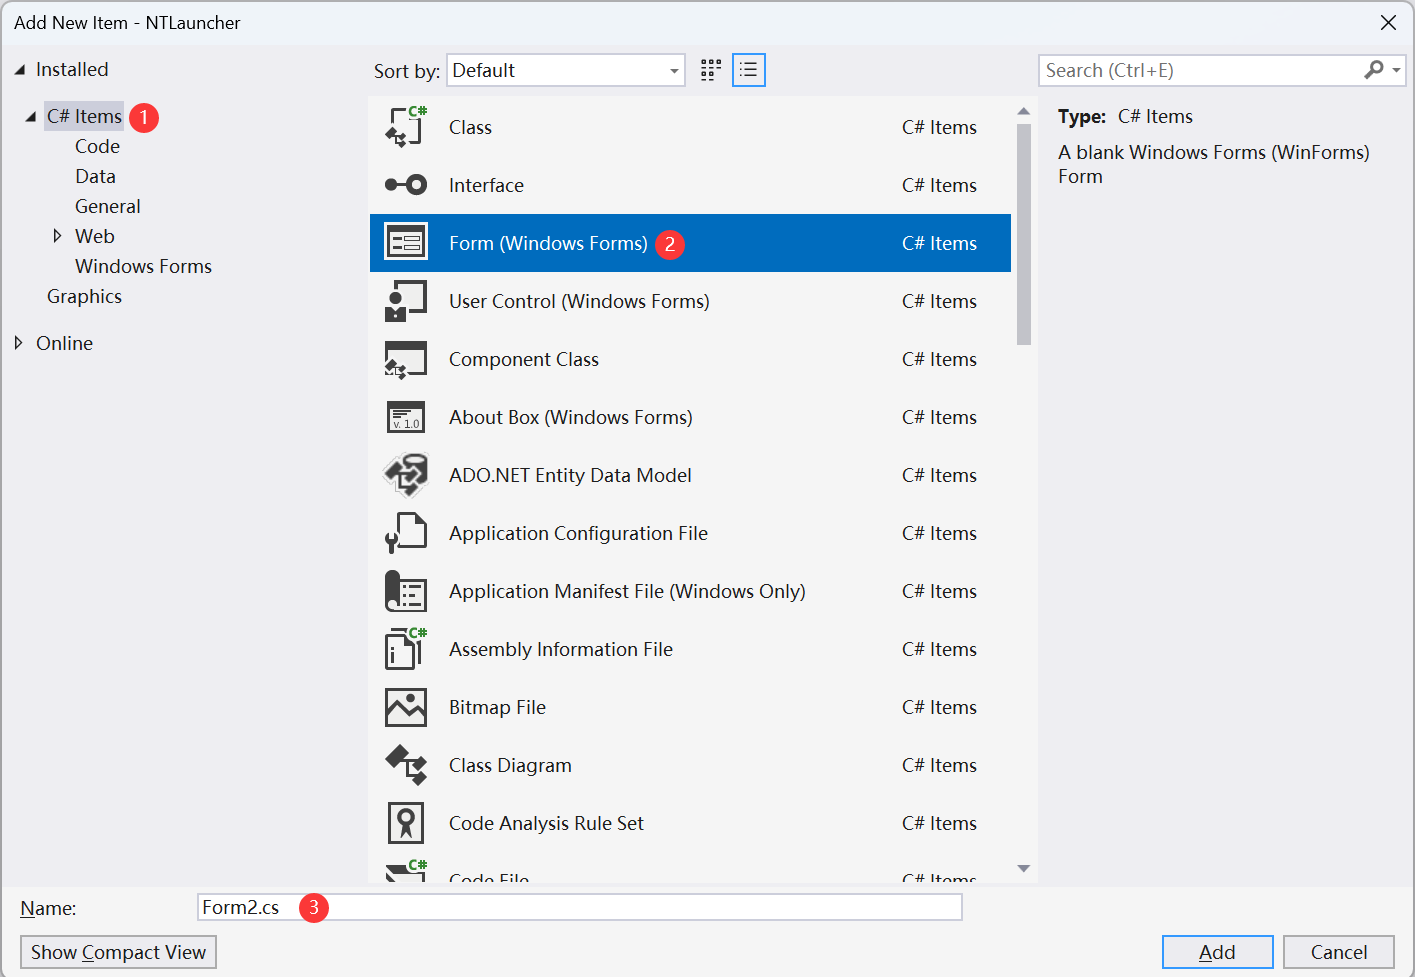 Add New Item - NTLauncher
Installed
C# Items 1
Code
Data
General
Web
Windows Forms
Graphics
Online
Sort by: Default
Search (Ctrl+E)
C#
Class C# Items
Interface C# Items
Form (Windows Forms) 2 C# Items
User Control (Windows Forms) C# Items
Component Class C# Items
v. 1.0
About Box (Windows Forms) C# Items
ADO.NET Entity Data Model C# Items
Application Configuration File C# Items
Application Manifest File (Windows Only) C# Items
C#
Assembly Information File C# Items
Bitmap File C# Items
Class Diagram C# Items
Code Analysis Rule Set C# Items
C#
Code File C# Items
Type: C# Items
A blank Windows Forms (WinForms)
Form
Name: Form2.cs 3
Show Compact View
Add
Cancel